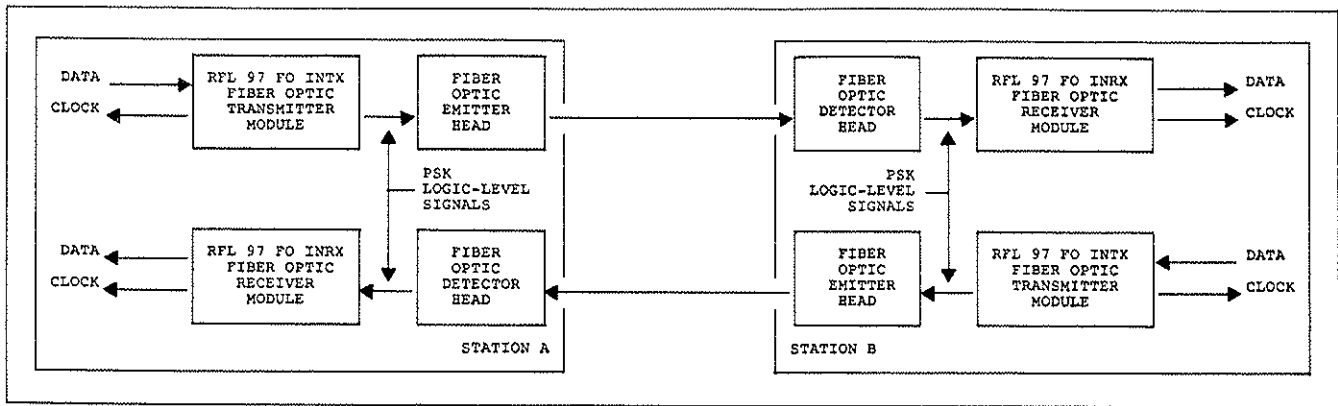 DATA
CLOCK
RFL 97 FO INTX
FIBER OPTIC
TRANSMITTER
MODULE
FIBER
OPTIC
EMITTER
HEAD
FIBER
OPTIC
DETECTOR
HEAD
RFL 97 FO INRX
FIBER OPTIC
RECEIVER
MODULE
DATA
CLOCK
PSK
LOGIC-LEVEL
SIGNALS
PSK
LOGIC-LEVEL
SIGNALS
DATA
CLOCK
RFL 97 FO INRX
FIBER OPTIC
RECEIVER
MODULE
FIBER
OPTIC
DETECTOR
HEAD
FIBER
OPTIC
EMITTER
HEAD
RFL 97 FO INTX
FIBER OPTIC
TRANSMITTER
MODULE
DATA
CLOCK
STATION A
STATION B